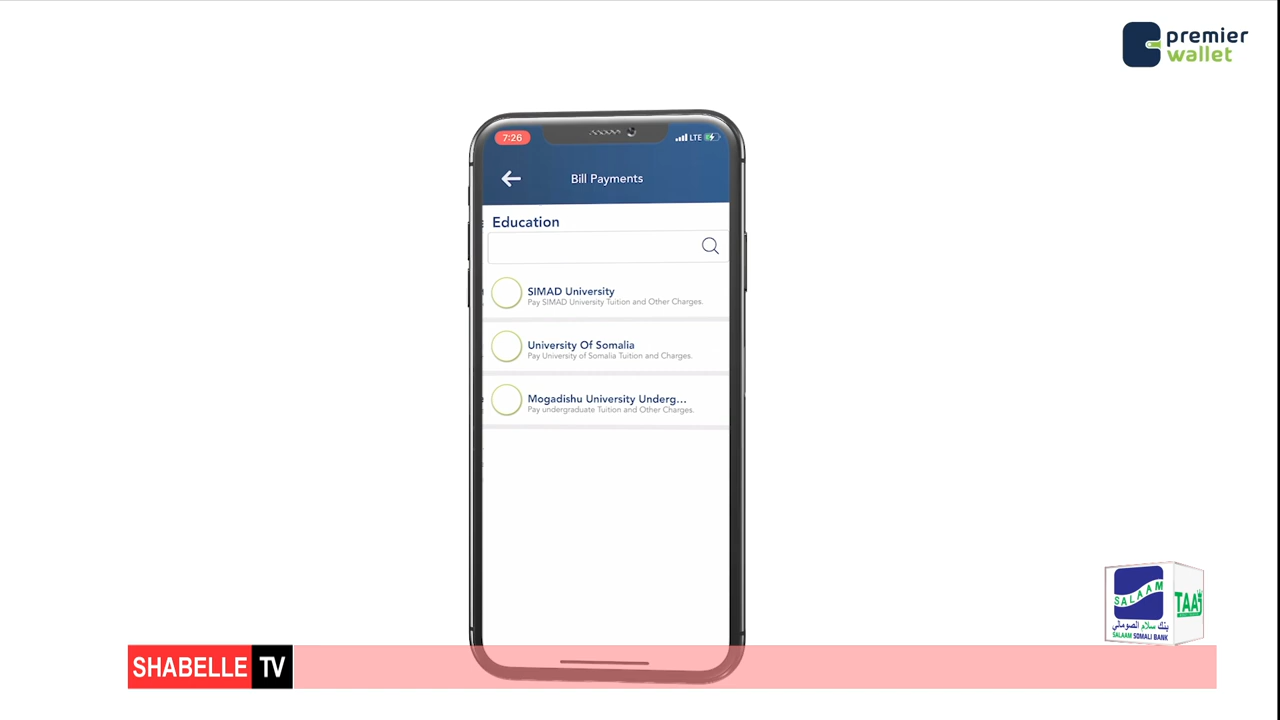 premier
wallet
7:26
LTE
Bill Payments
Education
SIMAD University
Pay SIMAD University Tuition and Other Charges.
University Of Somalia
Pay University of Somalia Tuition and Charges.
Mogadishu University Underg...
Pay undergraduate Tuition and Other Charges.
SALAAM
بنك سلام الصومالي
SALAAM SOMALI BANK
TAAJ
SHABELLE TV